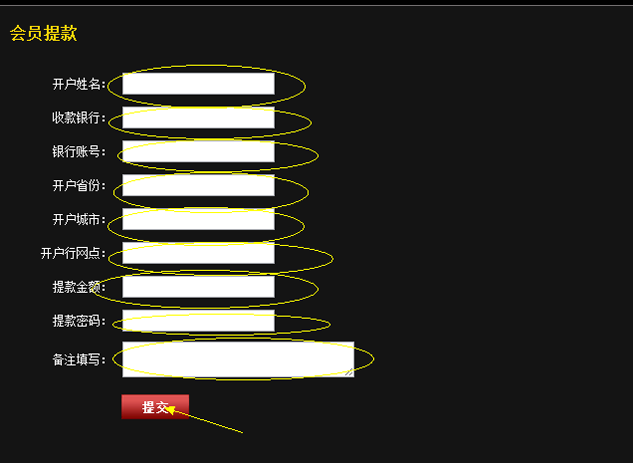 会员提款
开户姓名：
收款银行：
银行账号：
开户省份：
开户城市：
开户行网点：
提款金额：
提款密码：
备注填写：
提交